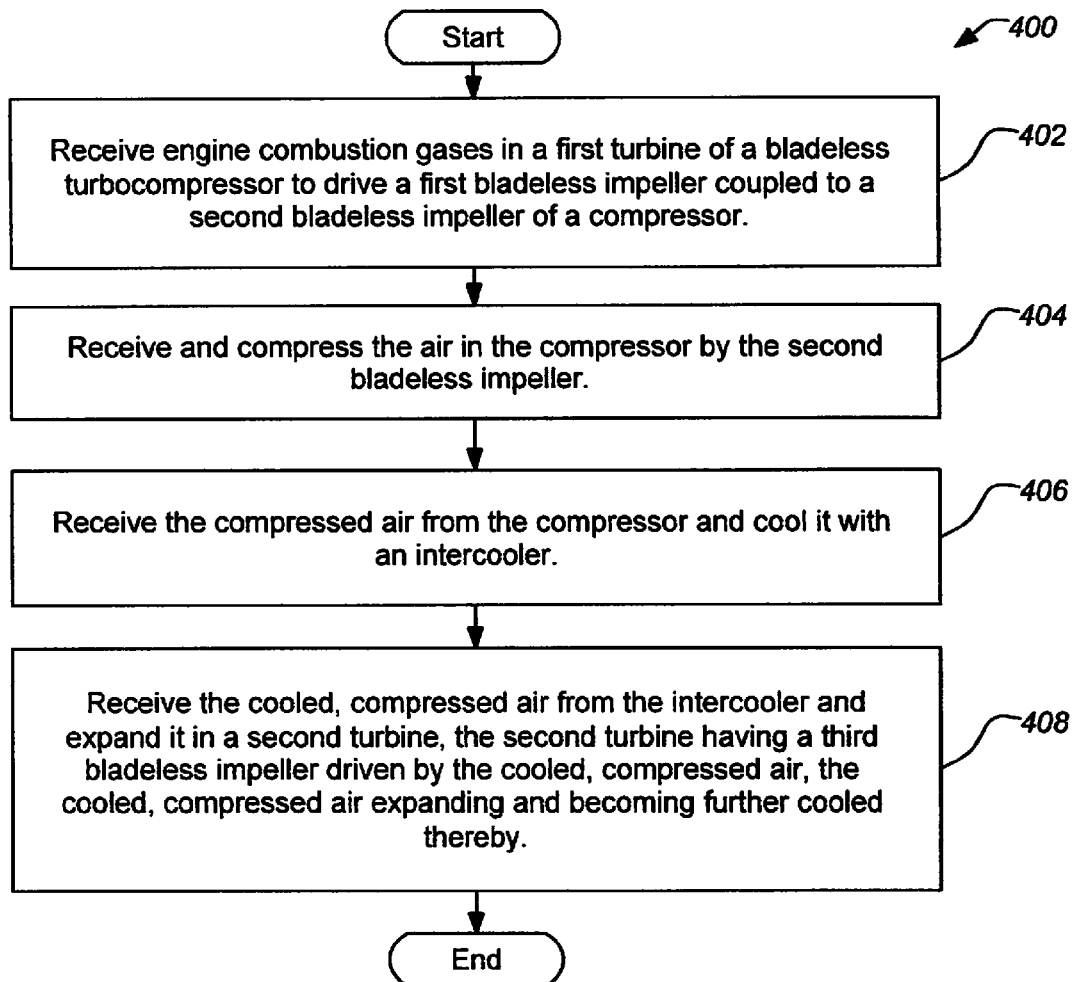 Start
400
Receive engine combustion gases in a first turbine of a bladeless
turbocompressor to drive a first bladeless impeller coupled to a
second bladeless impeller of a compressor.
402
Receive and compress the air in the compressor by the second
bladeless impeller.
404
Receive the compressed air from the compressor and cool it with
an intercooler.
406
Receive the cooled, compressed air from the intercooler and
expand it in a second turbine, the second turbine having a third
bladeless impeller driven by the cooled, compressed air, the
cooled, compressed air expanding and becoming further cooled
thereby.
408
End